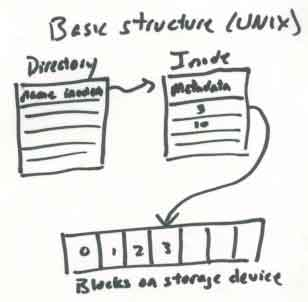 Basic structure (UNIX)
Directory
Inode
name inode#
Metadata
3
10
0 1 2 3
Blocks on storage device